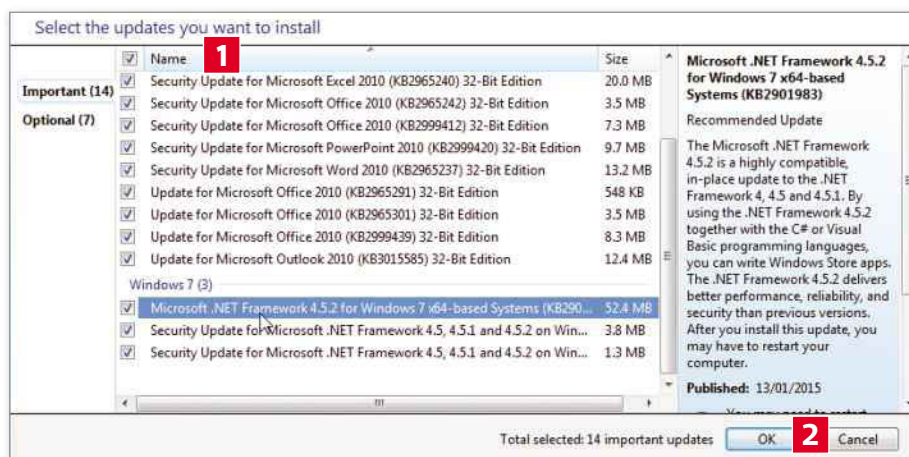 Select the updates you want to install
Name
1
Size
Important (14)
Optional (7)
Security Update for Microsoft Excel 2010 (KB2965240) 32-Bit Edition 20.0 MB
Security Update for Microsoft Office 2010 (KB2965242) 32-Bit Edition 3.5 MB
Security Update for Microsoft Office 2010 (KB2999412) 32-Bit Edition 7.3 MB
Security Update for Microsoft PowerPoint 2010 (KB2999420) 32-Bit Edition 9.7 MB
Security Update for Microsoft Word 2010 (KB2965237) 32-Bit Edition 13.2 MB
Update for Microsoft Office 2010 (KB2965291) 32-Bit Edition 548 KB
Update for Microsoft Office 2010 (KB2965301) 32-Bit Edition 3.5 MB
Update for Microsoft Office 2010 (KB2999439) 32-Bit Edition 8.3 MB
Update for Microsoft Outlook 2010 (KB3015585) 32-Bit Edition 12.4 MB
Windows 7 (3)
Microsoft .NET Framework 4.5.2 for Windows 7 x64-based Systems (KB290... 52.4 MB
Security Update for Microsoft .NET Framework 4.5, 4.5.1 and 4.5.2 on Win... 3.8 MB
Security Update for Microsoft .NET Framework 4.5, 4.5.1 and 4.5.2 on Win... 1.3 MB
Microsoft .NET Framework 4.5.2
for Windows 7 x64-based
Systems (KB2901983)
Recommended Update
The Microsoft .NET Framework
4.5.2 is a highly compatible,
in-place update to the .NET
Framework 4, 4.5 and 4.5.1. By
using the .NET Framework 4.5.2
together with the C# or Visual
Basic programming languages,
you can write Windows Store apps.
The .NET Framework 4.5.2 delivers
better performance, reliability, and
security than previous versions.
After you install this update, you
may have to restart your
computer.
Published: 13/01/2015
You may need to restart
Total selected: 14 important updates
OK
2
Cancel